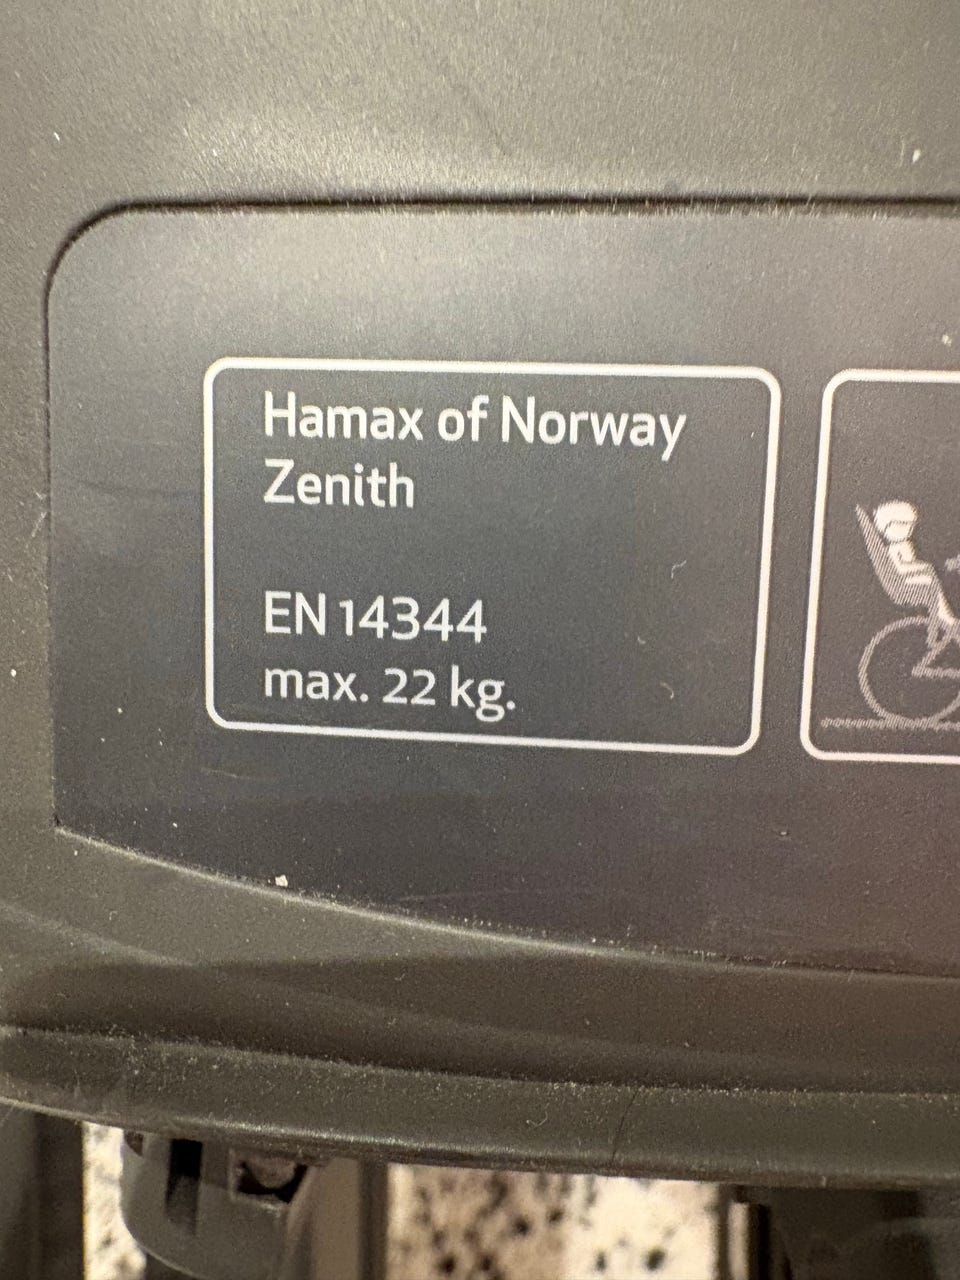 Hamax of Norway
Zenith
EN 14344
max. 22 kg.